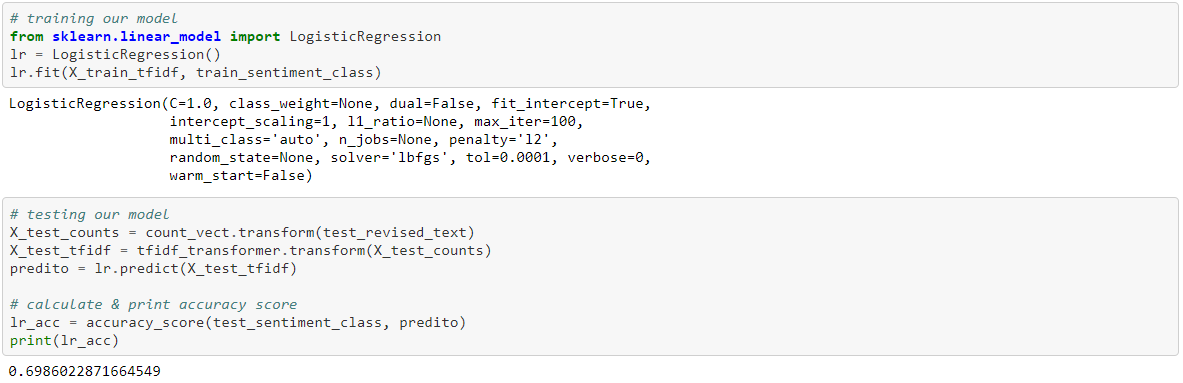 # training our model
from sklearn.linear_model import LogisticRegression
lr = LogisticRegression()
lr.fit(X_train_tfidf, train_sentiment_class)
LogisticRegression(C=1.0, class_weight=None, dual=False, fit_intercept=True,
                   intercept_scaling=1, l1_ratio=None, max_iter=100,
                   multi_class='auto', n_jobs=None, penalty='l2',
                   random_state=None, solver='lbfgs', tol=0.0001, verbose=0,
                   warm_start=False)
# testing our model
X_test_counts = count_vect.transform(test_revised_text)
X_test_tfidf = tfidf_transformer.transform(X_test_counts)
predito = lr.predict(X_test_tfidf)
# calculate & print accuracy score
lr_acc = accuracy_score(test_sentiment_class, predito)
print(lr_acc)
0.6986022871664549